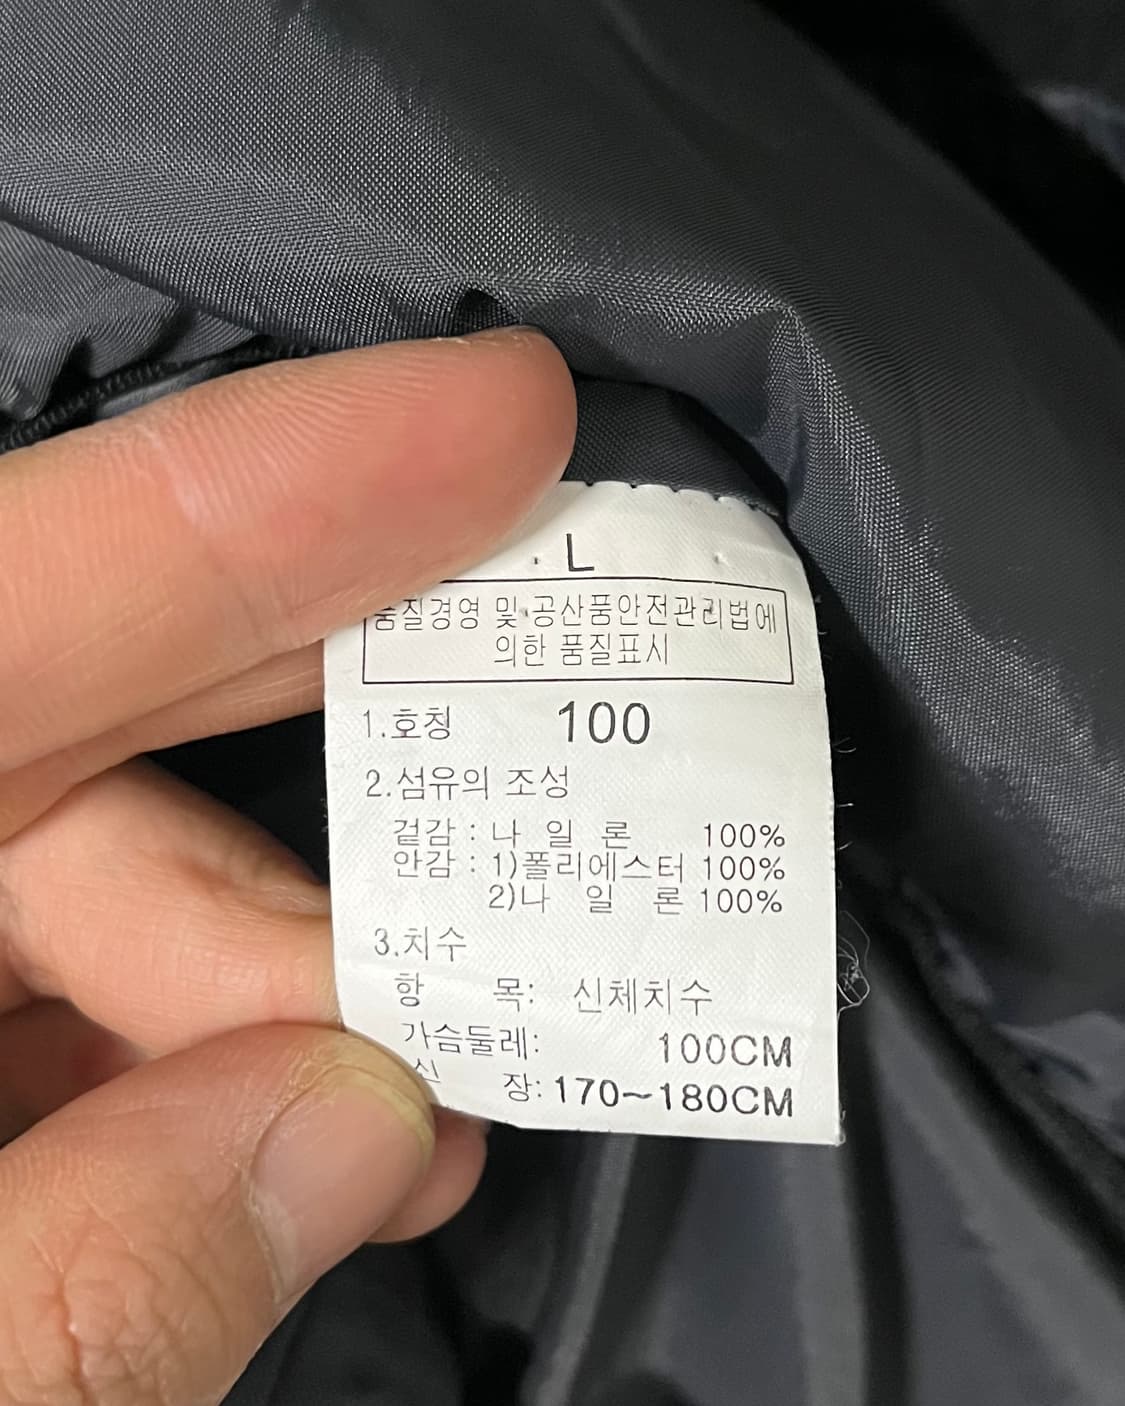 L
품질경영 및 공산품안전관리법에
의한 품질표시
1.호칭 100
2.섬유의 조성
겉감 : 나 일 론 100%
안감 : 1)폴리에스터 100%
2)나 일 론 100%
3.치수
항 목: 신체치수
가슴둘레: 100CM
신 장: 170~180CM